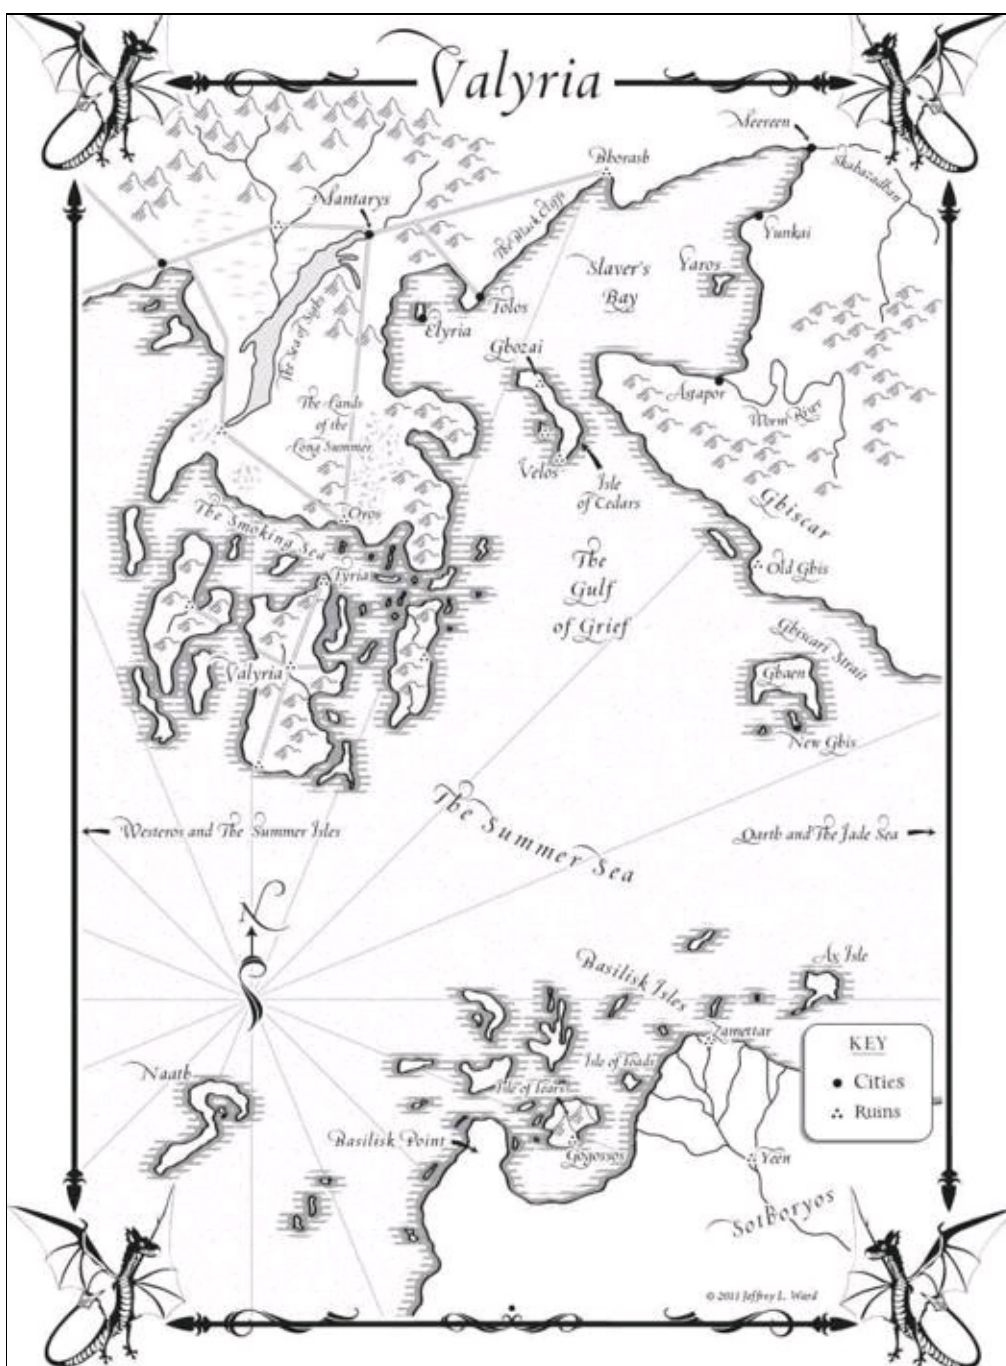 Valyria
Meereen
Bhorash
Skahazadhan
Mantarys
The Black Cliffs
Yunkai
Slaver's
Bay
Yaros
Tolos
Elyria
The Sea of Sighs
Ghozai
Astapor
Worm River
The Lands
of the
Long Summer
Velos
Isle
of Cedars
Ghiscar
Oros
The Smoking Sea
The
Gulf
of Grief
Old Ghis
Tyria
Ghiscari Strait
Valyria
Ghaen
New Ghis
The Summer Sea
Westeros and The Summer Isles
Qarth and The Jade Sea
N
Basilisk Isles
Ax Isle
Zamettar
KEY
Cities
Ruins
Isle of Toads
Naath
Isle of Tears
Basilisk Point
Gogossos
Yeen
Sothoryos
© 2011 Jeffrey L. Ward